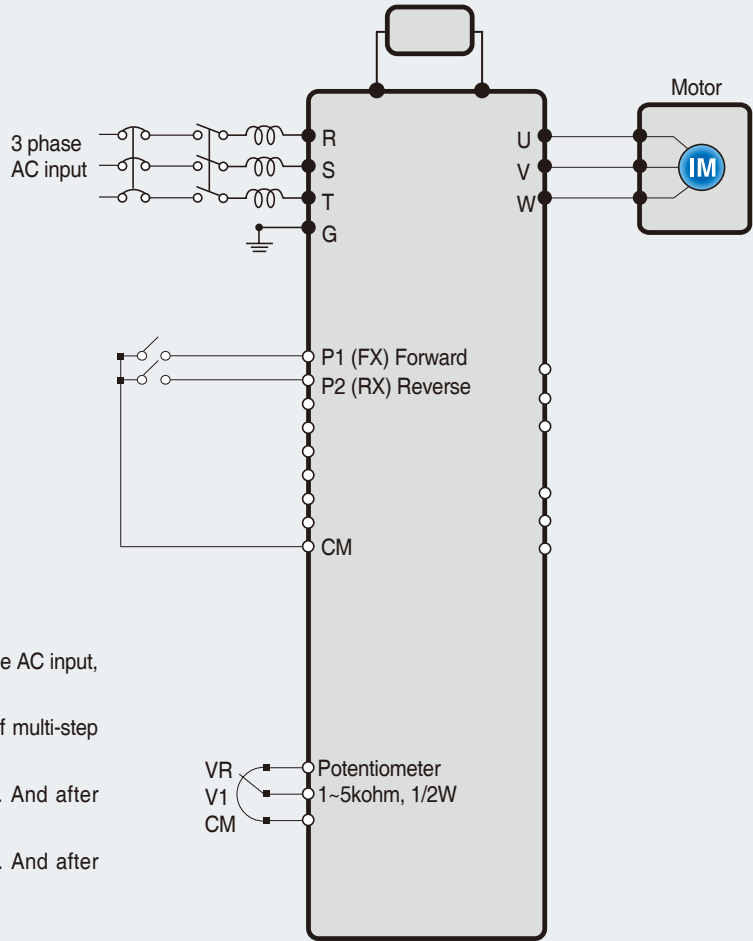 Motor
3 phase
AC input
R
S
T
G
U
V
W
IM
P1 (FX) Forward
P2 (RX) Reverse
CM
e AC input,
f multi-step
. And after
. And after
VR
V1
CM
Potentiometer
1~5kohm, 1/2W